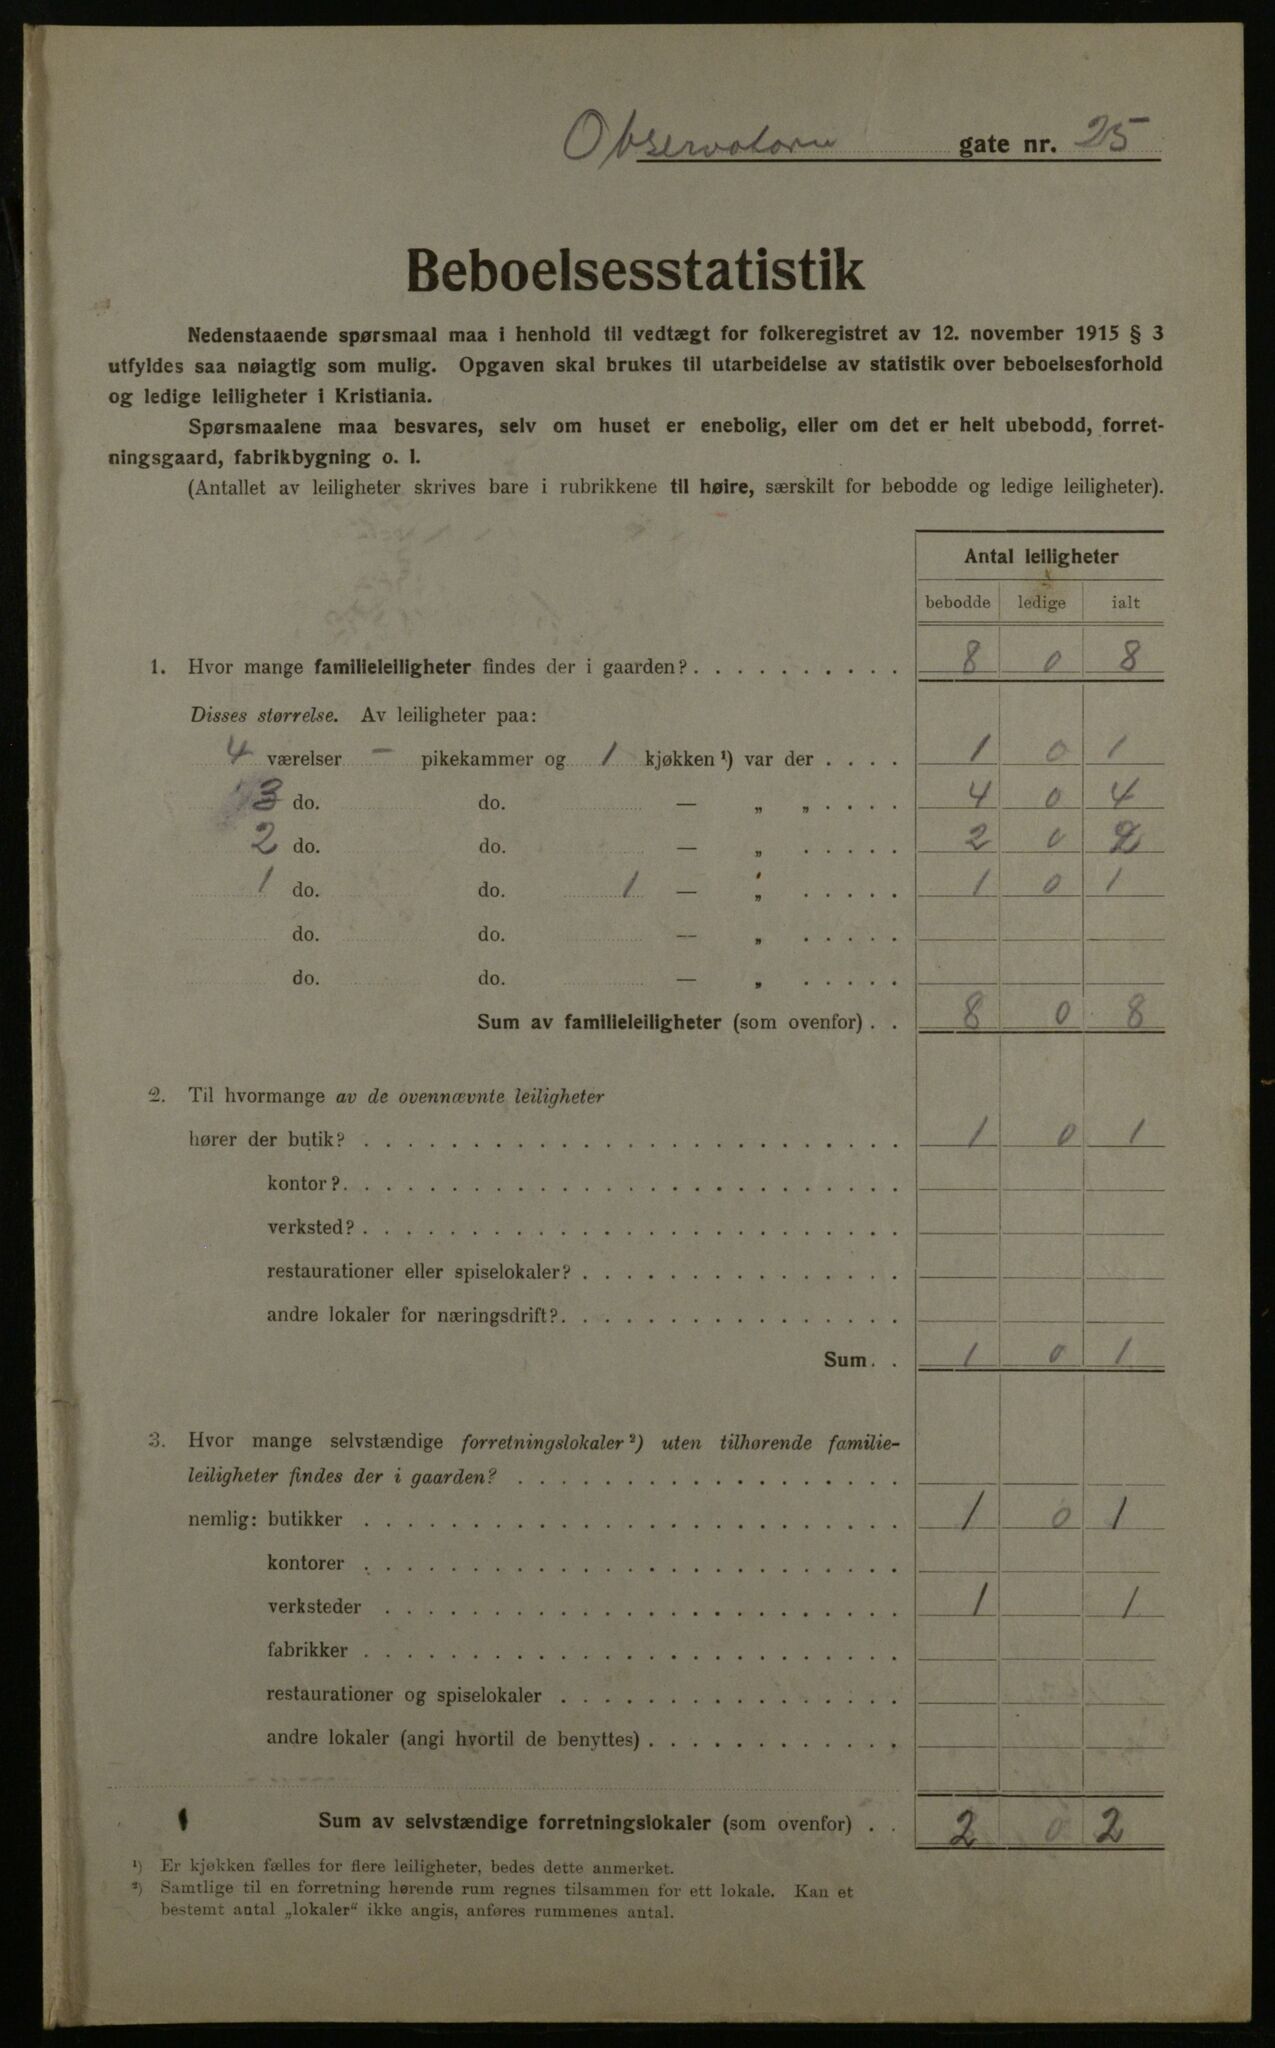 Observatorie gate nr. 25
Beboelsesstatistik
Nedenstaaende spørsmaal maa i henhold til vedtægt for folkeregistret av 12. november 1915 § 3
utfyldes saa nøiagtig som mulig. Opgaven skal brukes til utarbeidelse av statistik over beboelsesforhold
og ledige leiligheter i Kristiania.
Spørsmaalene maa besvares, selv om huset er enebolig, eller om det er helt ubebodd, forret-
ningsgaard, fabrikbygning o. l.
(Antallet av leiligheter skrives bare i rubrikkene til høire, særskilt for bebodde og ledige leiligheter).
Antal leiligheter
bebodde ledige ialt
1. Hvor mange familieleiligheter findes der i gaarden? . . . . . . . . . . 8 0 8
Disses størrelse. Av leiligheter paa:
4 værelser – pikekammer og 1 kjøkken ¹) var der . . . . 1 0 1
3 do. do. — „ „ . . . . 4 0 4
2 do. do. — „ . . . . . 2 0 2
1 do. do. 1 — „ . . . . . 1 0 1
do. do. — „ . . . . .
do. do. — „ . . . . .
Sum av familieleiligheter (som ovenfor) . . 8 0 8
2. Til hvormange av de ovennævnte leiligheter
hører der butik? . . . . . . . . . . 1 0 1
kontor? . . . . . . . . . .
verksted? . . . . . . . . . .
restaurationer eller spiselokaler? . . . . . . . . . .
andre lokaler for næringsdrift? . . . . . . . . . .
Sum. . 1 0 1
3. Hvor mange selvstændige forretningslokaler ²) uten tilhørende familie-
leiligheter findes der i gaarden? . . . . . . . . . .
nemlig: butikker . . . . . . . . . . 1 0 1
kontorer . . . . . . . . . .
verksteder . . . . . . . . . . 1 1
fabrikker . . . . . . . . . .
restaurationer og spiselokaler . . . . . . . . . .
andre lokaler (angi hvortil de benyttes) . . . . . . . . . .
Sum av selvstændige forretningslokaler (som ovenfor) . . 2 0 2
¹) Er kjøkken fælles for flere leiligheter, bedes dette anmerket.
²) Samtlige til en forretning hørende rum regnes tilsammen for ett lokale. Kan et
bestemt antal „lokaler“ ikke angis, anføres rummenes antal.